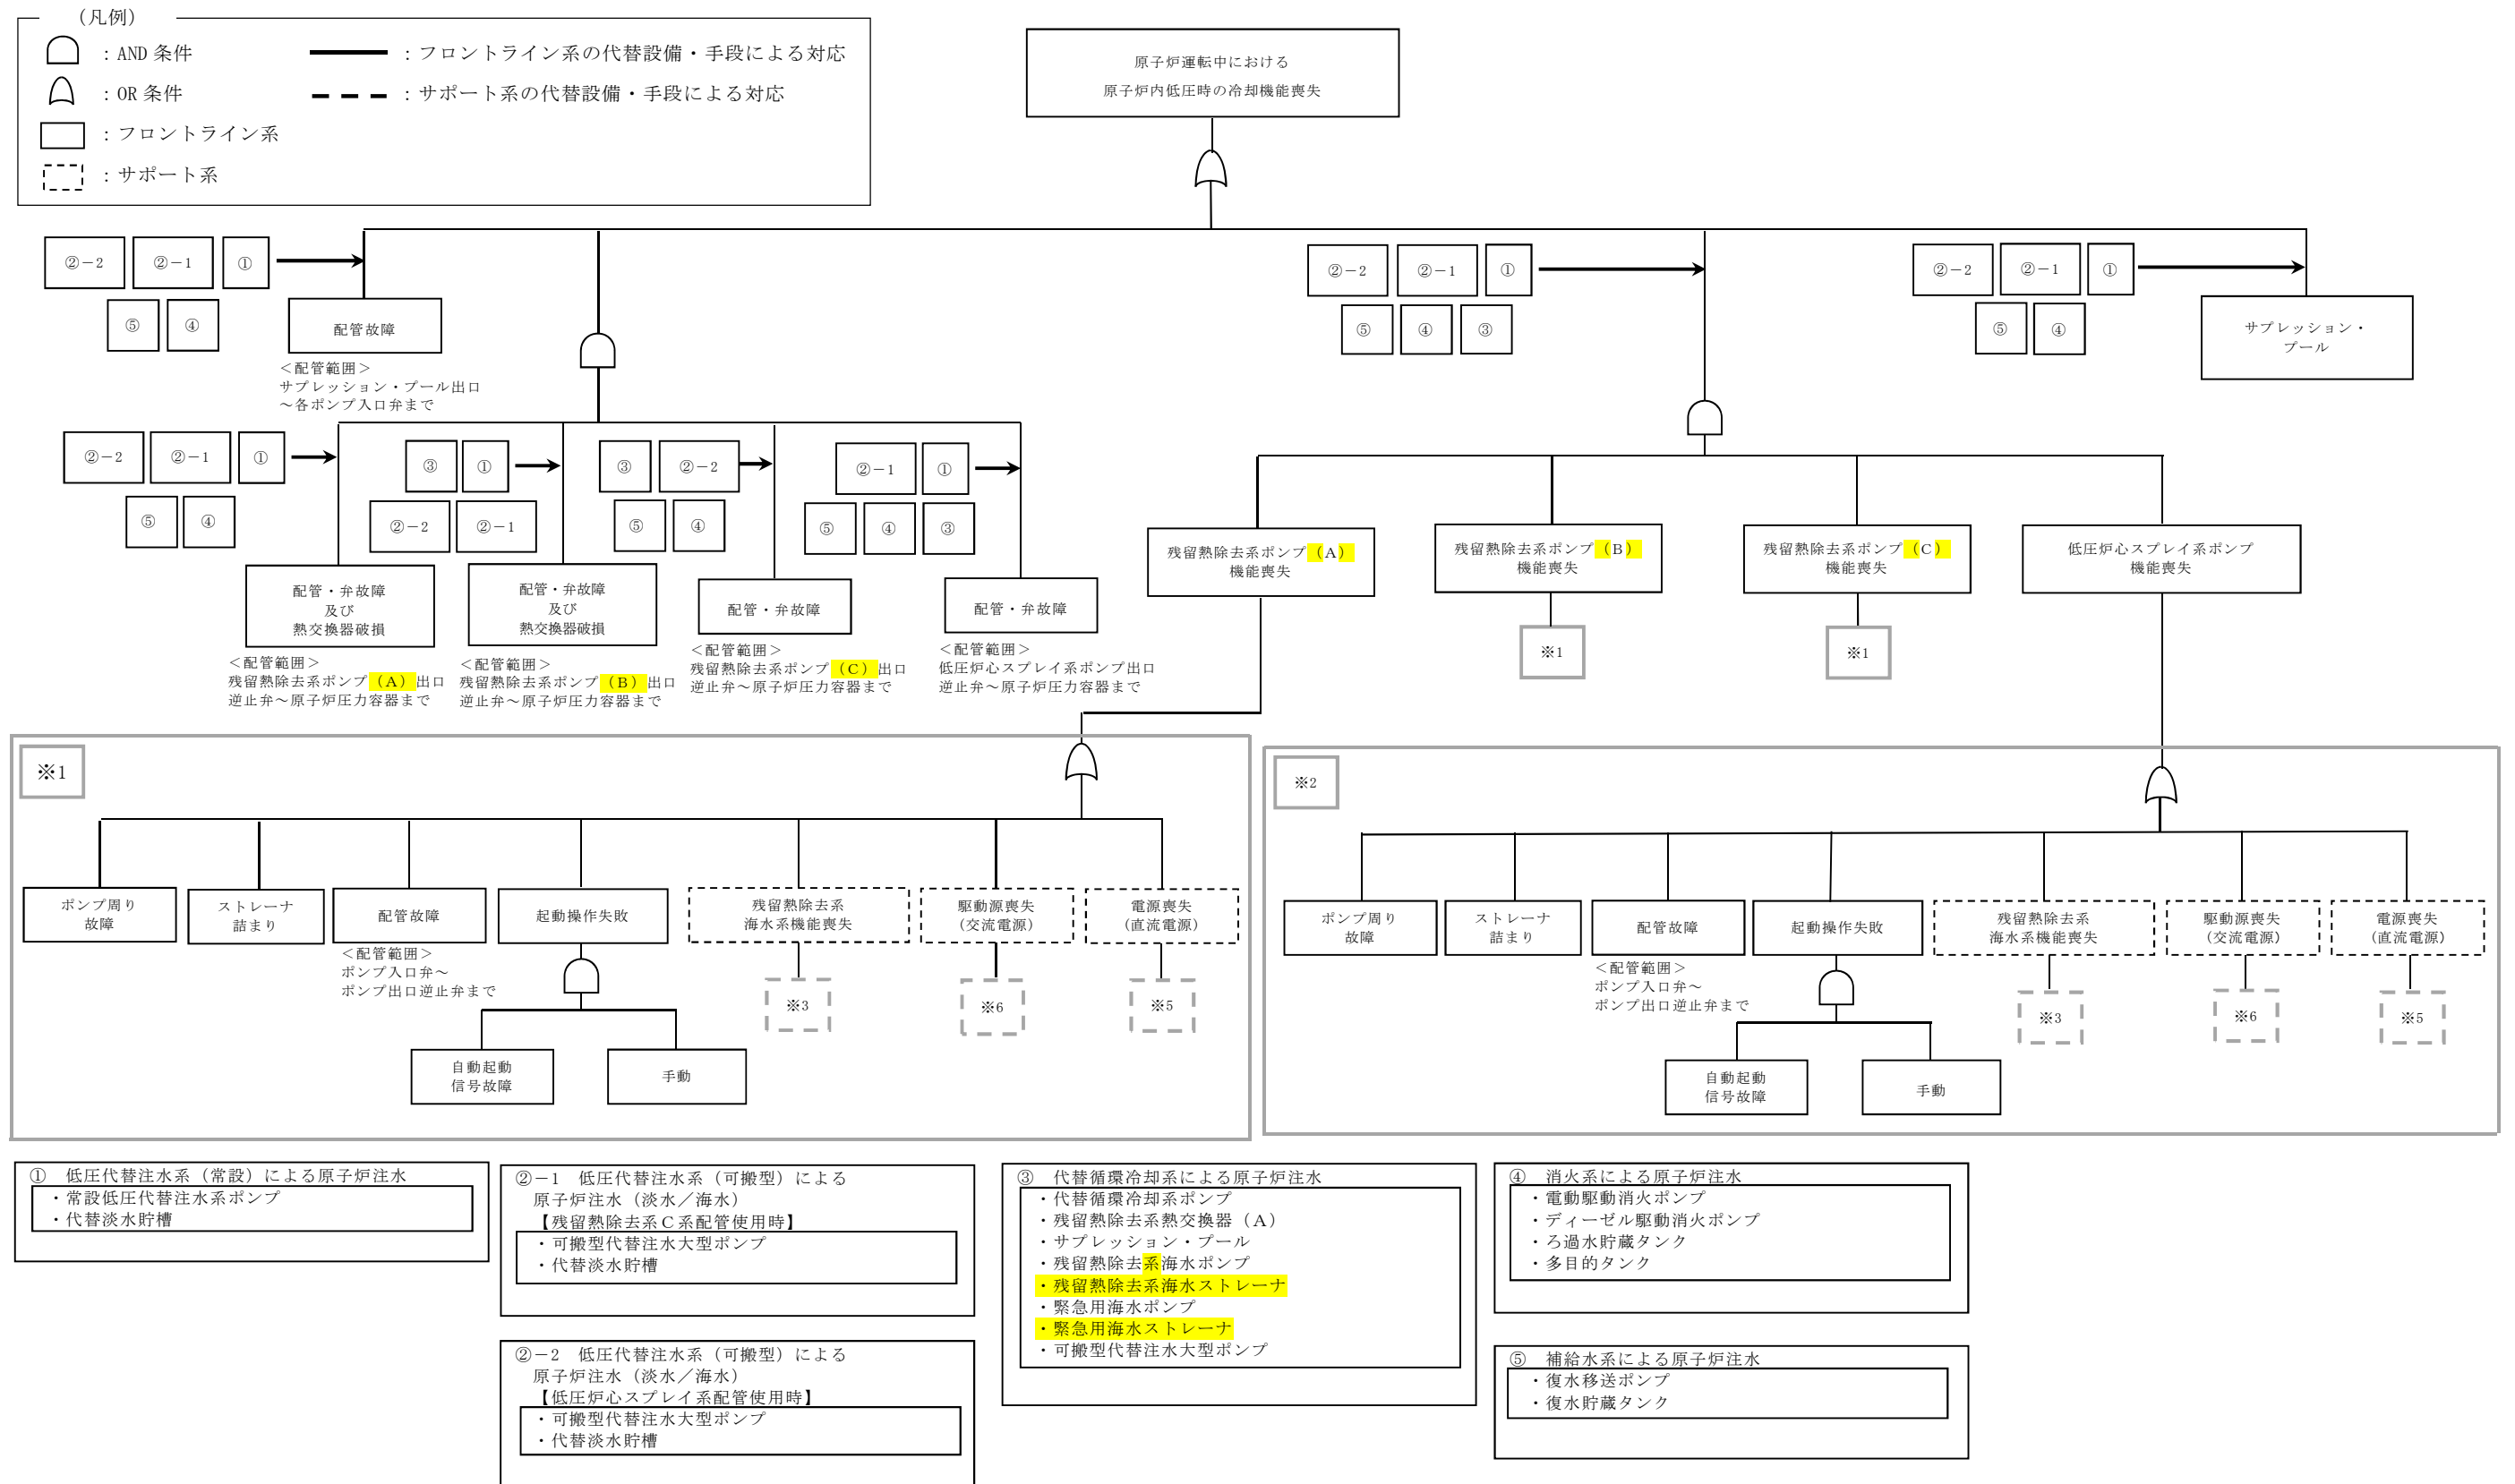 （凡例）
：AND 条件
：フロントライン系の代替設備・手段による対応
：OR 条件
：サポート系の代替設備・手段による対応
：フロントライン系
：サポート系
原子炉運転中における
原子炉内低圧時の冷却機能喪失
②－2
②－1
①
⑤
④
配管故障
＜配管範囲＞
サプレッション・プール出口
～各ポンプ入口弁まで
②－2
②－1
①
⑤
④
③
②－2
②－1
①
⑤
④
サプレッション・
プール
②－2
②－1
①
⑤
④
配管・弁故障
及び
熱交換器破損
＜配管範囲＞
残留熱除去系ポンプ（A）出口
逆止弁～原子炉圧力容器まで
③
①
②－2
②－1
配管・弁故障
及び
熱交換器破損
＜配管範囲＞
残留熱除去系ポンプ（B）出口
逆止弁～原子炉圧力容器まで
③
②－2
⑤
④
配管・弁故障
＜配管範囲＞
残留熱除去系ポンプ（C）出口
逆止弁～原子炉圧力容器まで
②－1
①
⑤
④
③
配管・弁故障
＜配管範囲＞
低圧炉心スプレイ系ポンプ出口
逆止弁～原子炉圧力容器まで
残留熱除去系ポンプ（A）
機能喪失
残留熱除去系ポンプ（B）
機能喪失
※1
残留熱除去系ポンプ（C）
機能喪失
※1
低圧炉心スプレイ系ポンプ
機能喪失
※1
ポンプ周り
故障
ストレーナ
詰まり
配管故障
＜配管範囲＞
ポンプ入口弁～
ポンプ出口逆止弁まで
起動操作失敗
自動起動
信号故障
手動
残留熱除去系
海水系機能喪失
※3
駆動源喪失
（交流電源）
※6
電源喪失
（直流電源）
※5
※2
ポンプ周り
故障
ストレーナ
詰まり
配管故障
＜配管範囲＞
ポンプ入口弁～
ポンプ出口逆止弁まで
起動操作失敗
自動起動
信号故障
手動
残留熱除去系
海水系機能喪失
※3
駆動源喪失
（交流電源）
※6
電源喪失
（直流電源）
※5
①　低圧代替注水系（常設）による原子炉注水
・常設低圧代替注水系ポンプ
・代替淡水貯槽
②－1　低圧代替注水系（可搬型）による
原子炉注水（淡水／海水）
【残留熱除去系Ｃ系配管使用時】
・可搬型代替注水大型ポンプ
・代替淡水貯槽
②－2　低圧代替注水系（可搬型）による
原子炉注水（淡水／海水）
【低圧炉心スプレイ系配管使用時】
・可搬型代替注水大型ポンプ
・代替淡水貯槽
③　代替循環冷却系による原子炉注水
・代替循環冷却系ポンプ
・残留熱除去系熱交換器（Ａ）
・サプレッション・プール
・残留熱除去系海水ポンプ
・残留熱除去系海水ストレーナ
・緊急用海水ポンプ
・緊急用海水ストレーナ
・可搬型代替注水大型ポンプ
④　消火系による原子炉注水
・電動駆動消火ポンプ
・ディーゼル駆動消火ポンプ
・ろ過水貯蔵タンク
・多目的タンク
⑤　補給水系による原子炉注水
・復水移送ポンプ
・復水貯蔵タンク